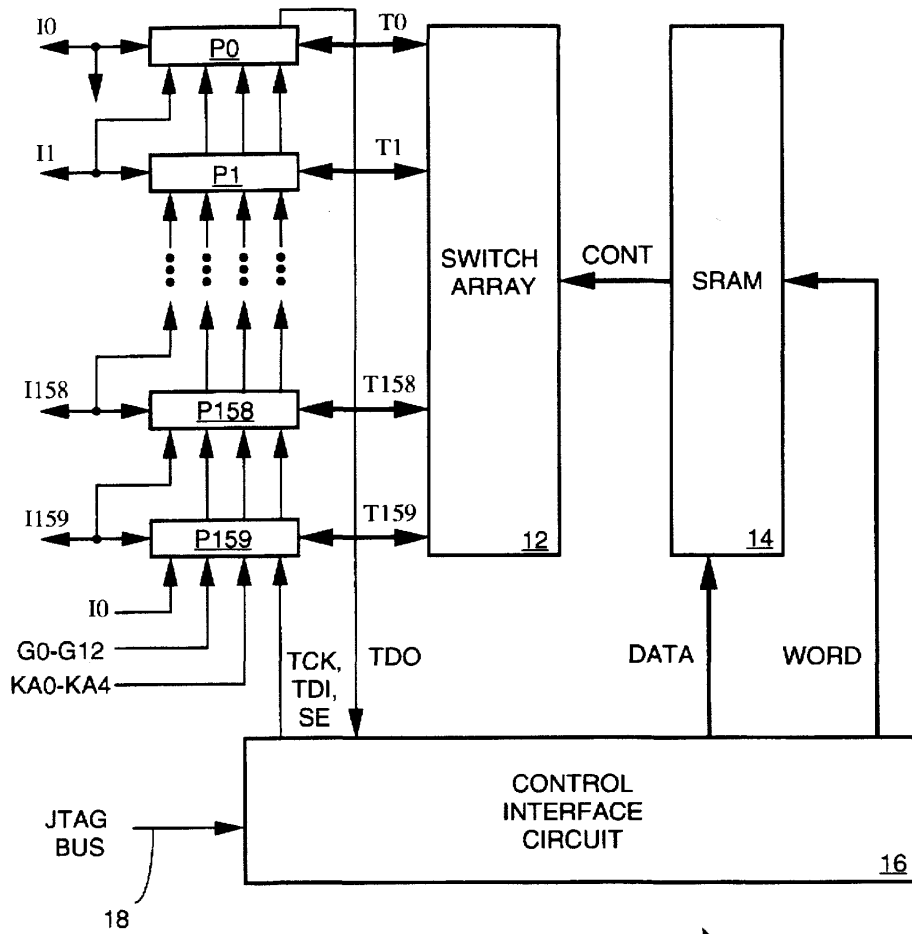 I0
P0
T0
I1
P1
T1
SWITCH
ARRAY
CONT
SRAM
I158
P158
T158
I159
P159
T159
12
14
I0
G0-G12
KA0-KA4
TCK,
TDI,
SE
TDO
DATA
WORD
JTAG
BUS
CONTROL
INTERFACE
CIRCUIT
16
18